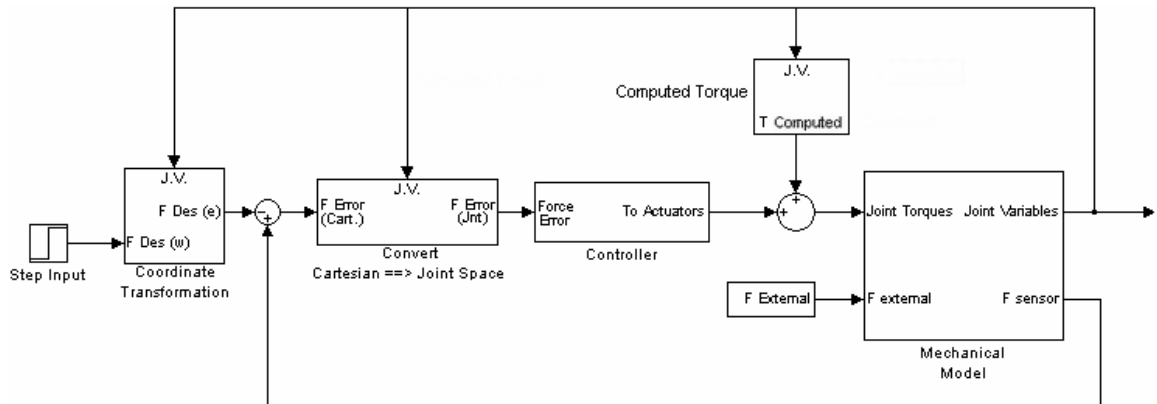 J.V.
Computed Torque
T Computed
J.V.
F Des (e)
F Des (w)
Step Input
Coordinate
Transformation
-
+
J.V.
F Error
(Cart.)
F Error
(Jnt)
Convert
Cartesian ==> Joint Space
Force
Error
To Actuators
Controller
+
+
Joint Torques
Joint Variables
F External
F external
F sensor
Mechanical
Model